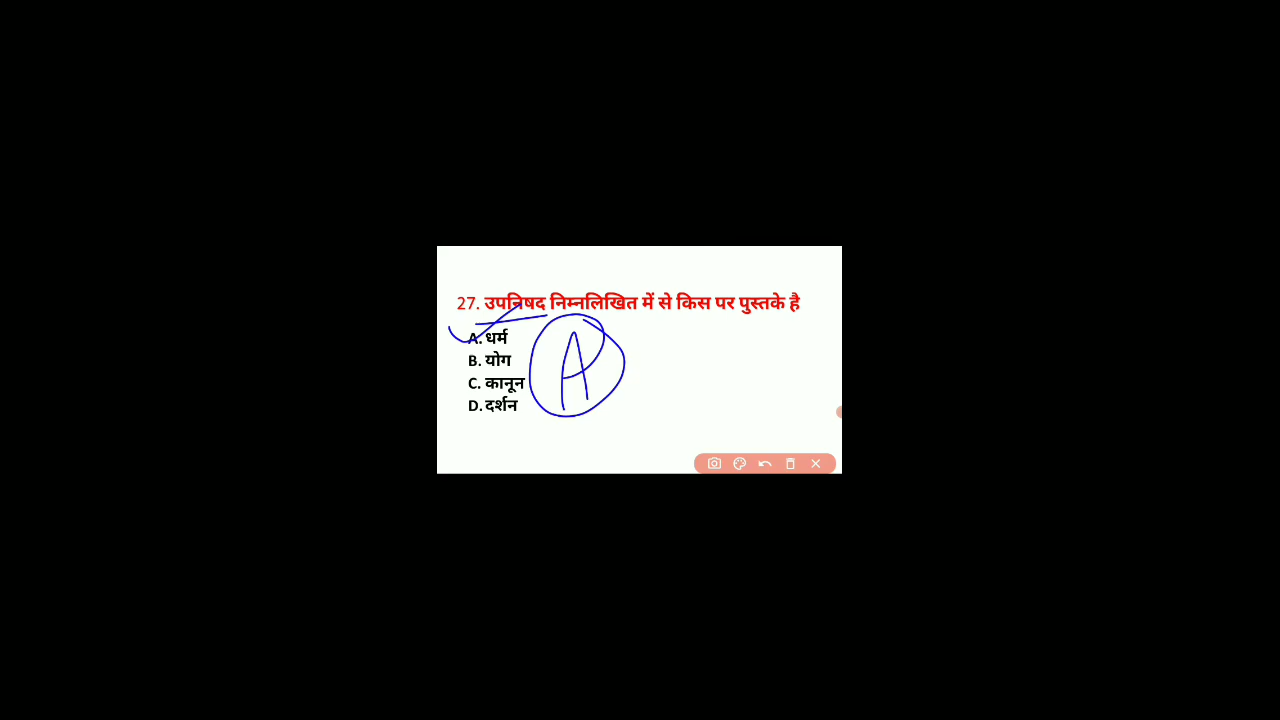 27. उपनिषद निम्नलिखित में से किस पर पुस्तके है
A. धर्म
A
B. योग
C. कानून
D. दर्शन